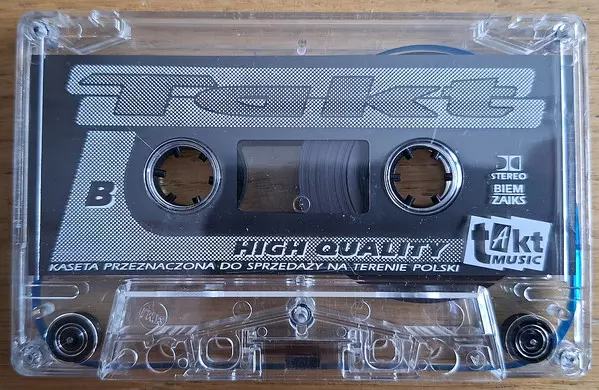 Takt
B
STEREO
BIEM
ZAIKS
HIGH QUALITY
takt
MUSIC
KASETA PRZEZNACZONA DO SPRZEDAŻY NA TERENIE POLSKI